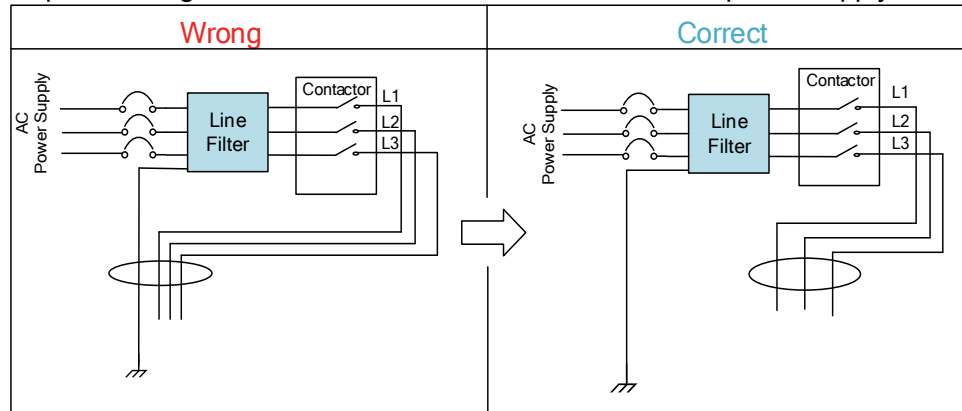 Wrong
Correct
AC
Power Supply
Line
Filter
Contactor
L1
L2
L3
AC
Power Supply
Line
Filter
Contactor
L1
L2
L3